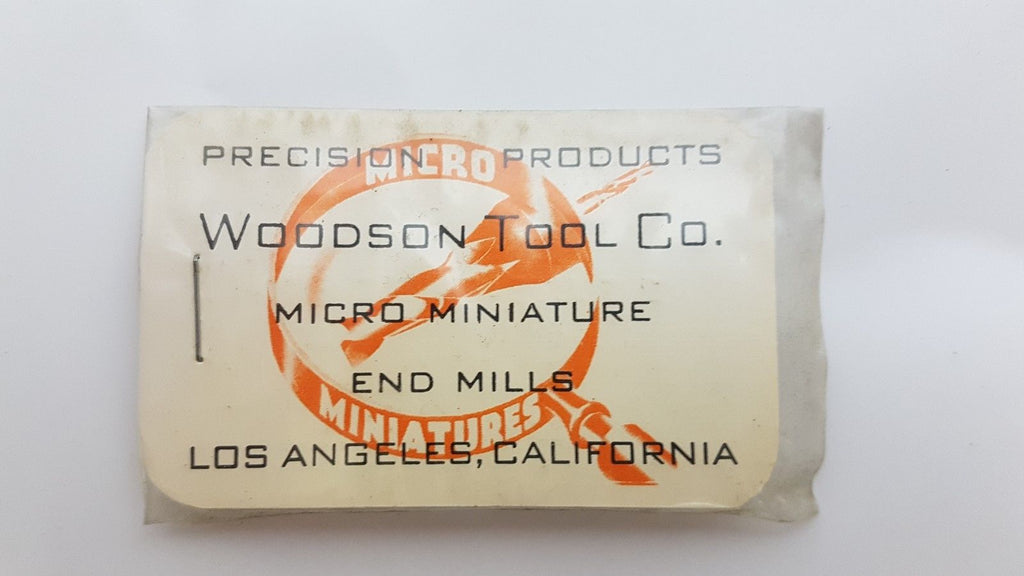 PRECISION PRODUCTS
MICRO
WOODSON TOOL CO.
MICRO MINIATURE
END MILLS
MINIATURES
LOS ANGELES, CALIFORNIA